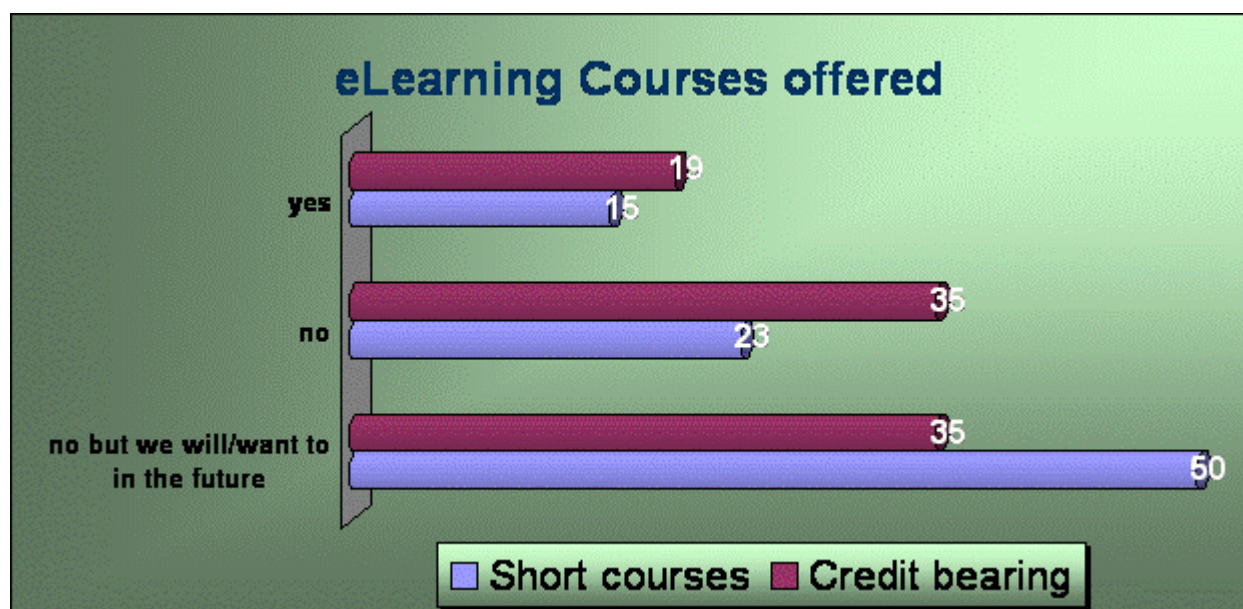 eLearning Courses offered
19
yes
15
35
no
23
35
no but we will/want to
in the future
50
Short courses
Credit bearing